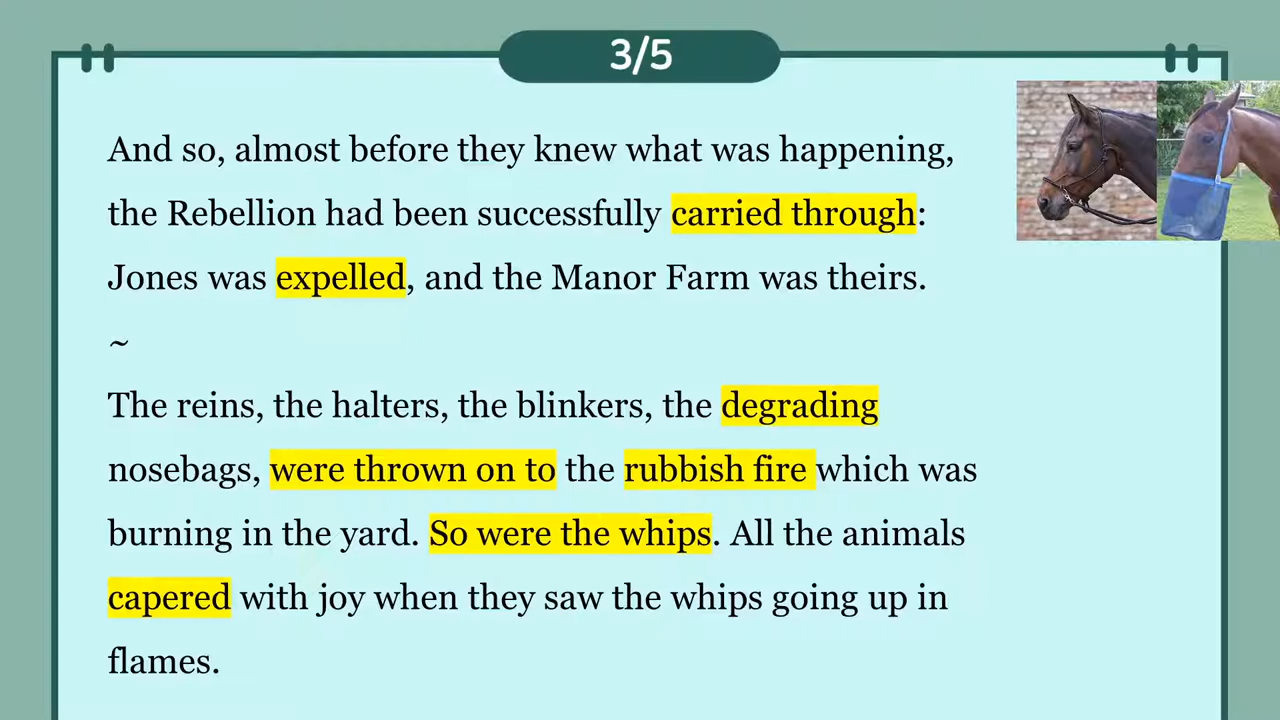 3/5
And so, almost before they knew what was happening,
the Rebellion had been successfully carried through:
Jones was expelled, and the Manor Farm was theirs.
~
The reins, the halters, the blinkers, the degrading
nosebags, were thrown on to the rubbish fire which was
burning in the yard. So were the whips. All the animals
capered with joy when they saw the whips going up in
flames.